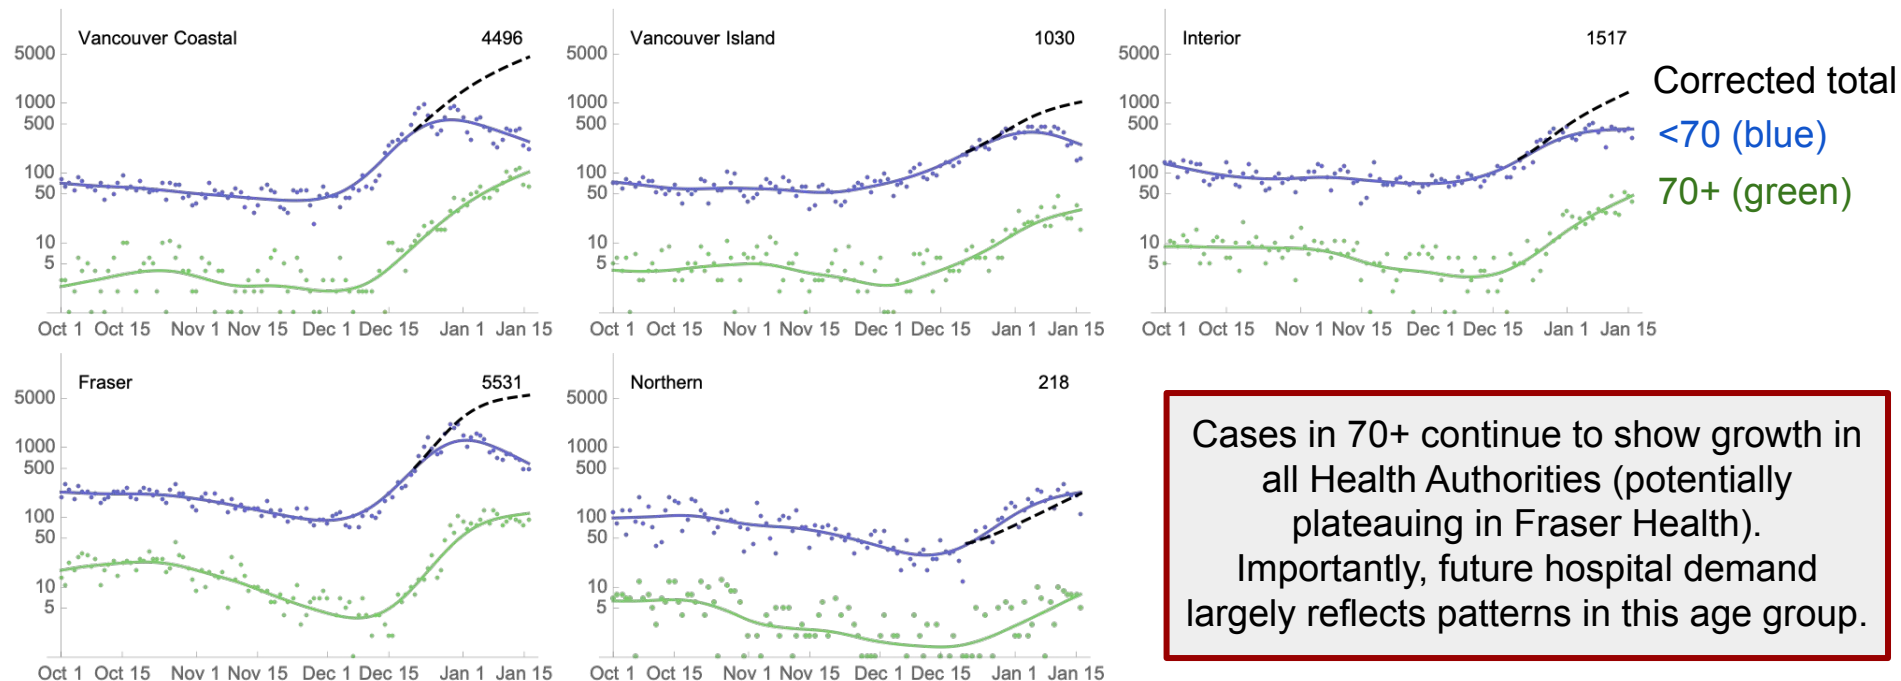 Vancouver Coastal 4496
5000
1000
500
100
50
10
5
Oct 1 Oct 15 Nov 1 Nov 15 Dec 1 Dec 15 Jan 1 Jan 15
Vancouver Island 1030
5000
1000
500
100
50
10
5
Oct 1 Oct 15 Nov 1 Nov 15 Dec 1 Dec 15 Jan 1 Jan 15
Interior 1517
5000
1000
500
100
50
10
5
Oct 1 Oct 15 Nov 1 Nov 15 Dec 1 Dec 15 Jan 1 Jan 15
Corrected total
<70 (blue)
70+ (green)
Fraser 5531
5000
1000
500
100
50
10
5
Oct 1 Oct 15 Nov 1 Nov 15 Dec 1 Dec 15 Jan 1 Jan 15
Northern 218
5000
1000
500
100
50
10
5
Oct 1 Oct 15 Nov 1 Nov 15 Dec 1 Dec 15 Jan 1 Jan 15
Cases in 70+ continue to show growth in
all Health Authorities (potentially
plateauing in Fraser Health).
Importantly, future hospital demand
largely reflects patterns in this age group.